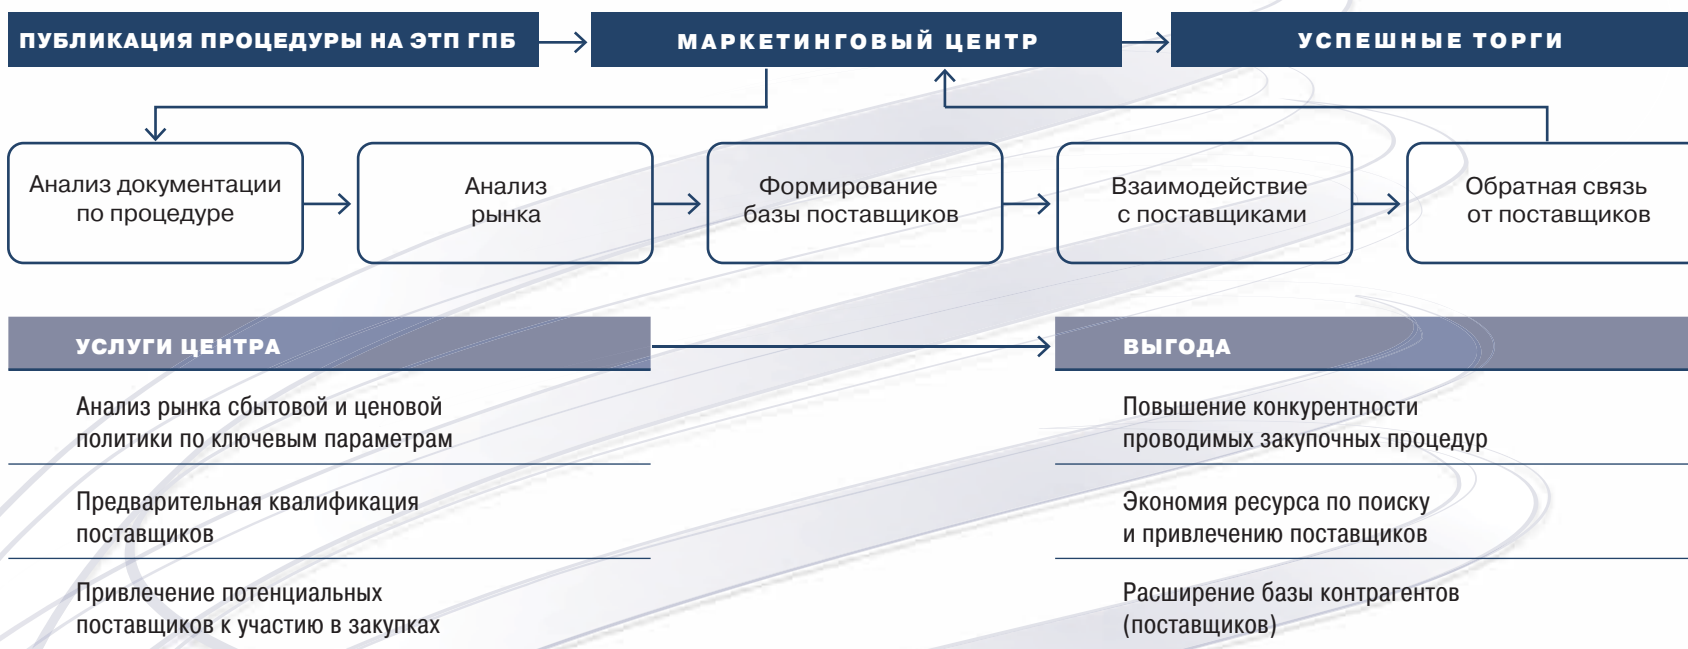 ПУБЛИКАЦИЯ ПРОЦЕДУРЫ НА ЭТП ГПБ
МАРКЕТИНГОВЫЙ ЦЕНТР
УСПЕШНЫЕ ТОРГИ
Анализ документации
по процедуре
Анализ
рынка
Формирование
базы поставщиков
Взаимодействие
с поставщиками
Обратная связь
от поставщиков
УСЛУГИ ЦЕНТРА
Анализ рынка сбытовой и ценовой
политики по ключевым параметрам
Предварительная квалификация
поставщиков
Привлечение потенциальных
поставщиков к участию в закупках
ВЫГОДА
Повышение конкурентности
проводимых закупочных процедур
Экономия ресурса по поиску
и привлечению поставщиков
Расширение базы контрагентов
(поставщиков)